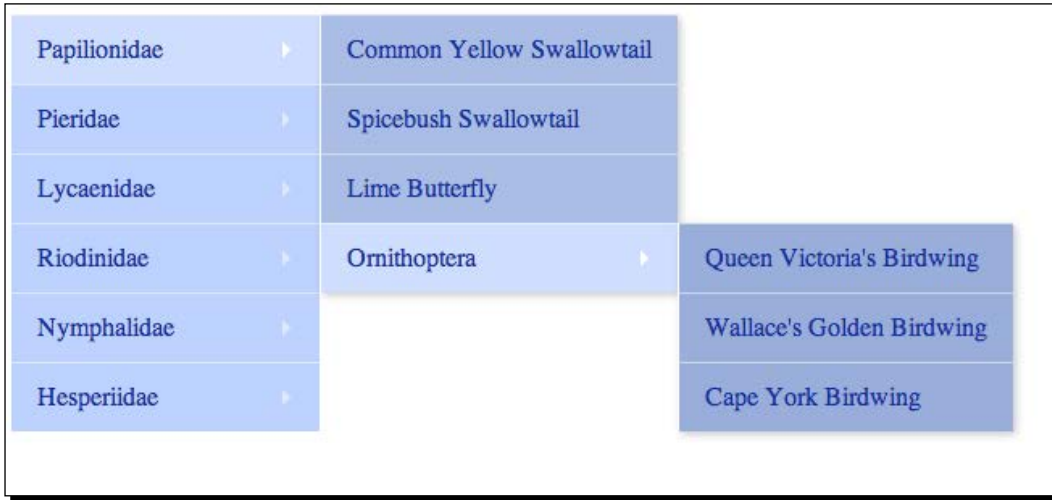 Papilionidae
Pieridae
Lycaenidae
Riodinidae
Nymphalidae
Hesperiidae
Common Yellow Swallowtail
Spicebush Swallowtail
Lime Butterfly
Ornithoptera
Queen Victoria's Birdwing
Wallace's Golden Birdwing
Cape York Birdwing